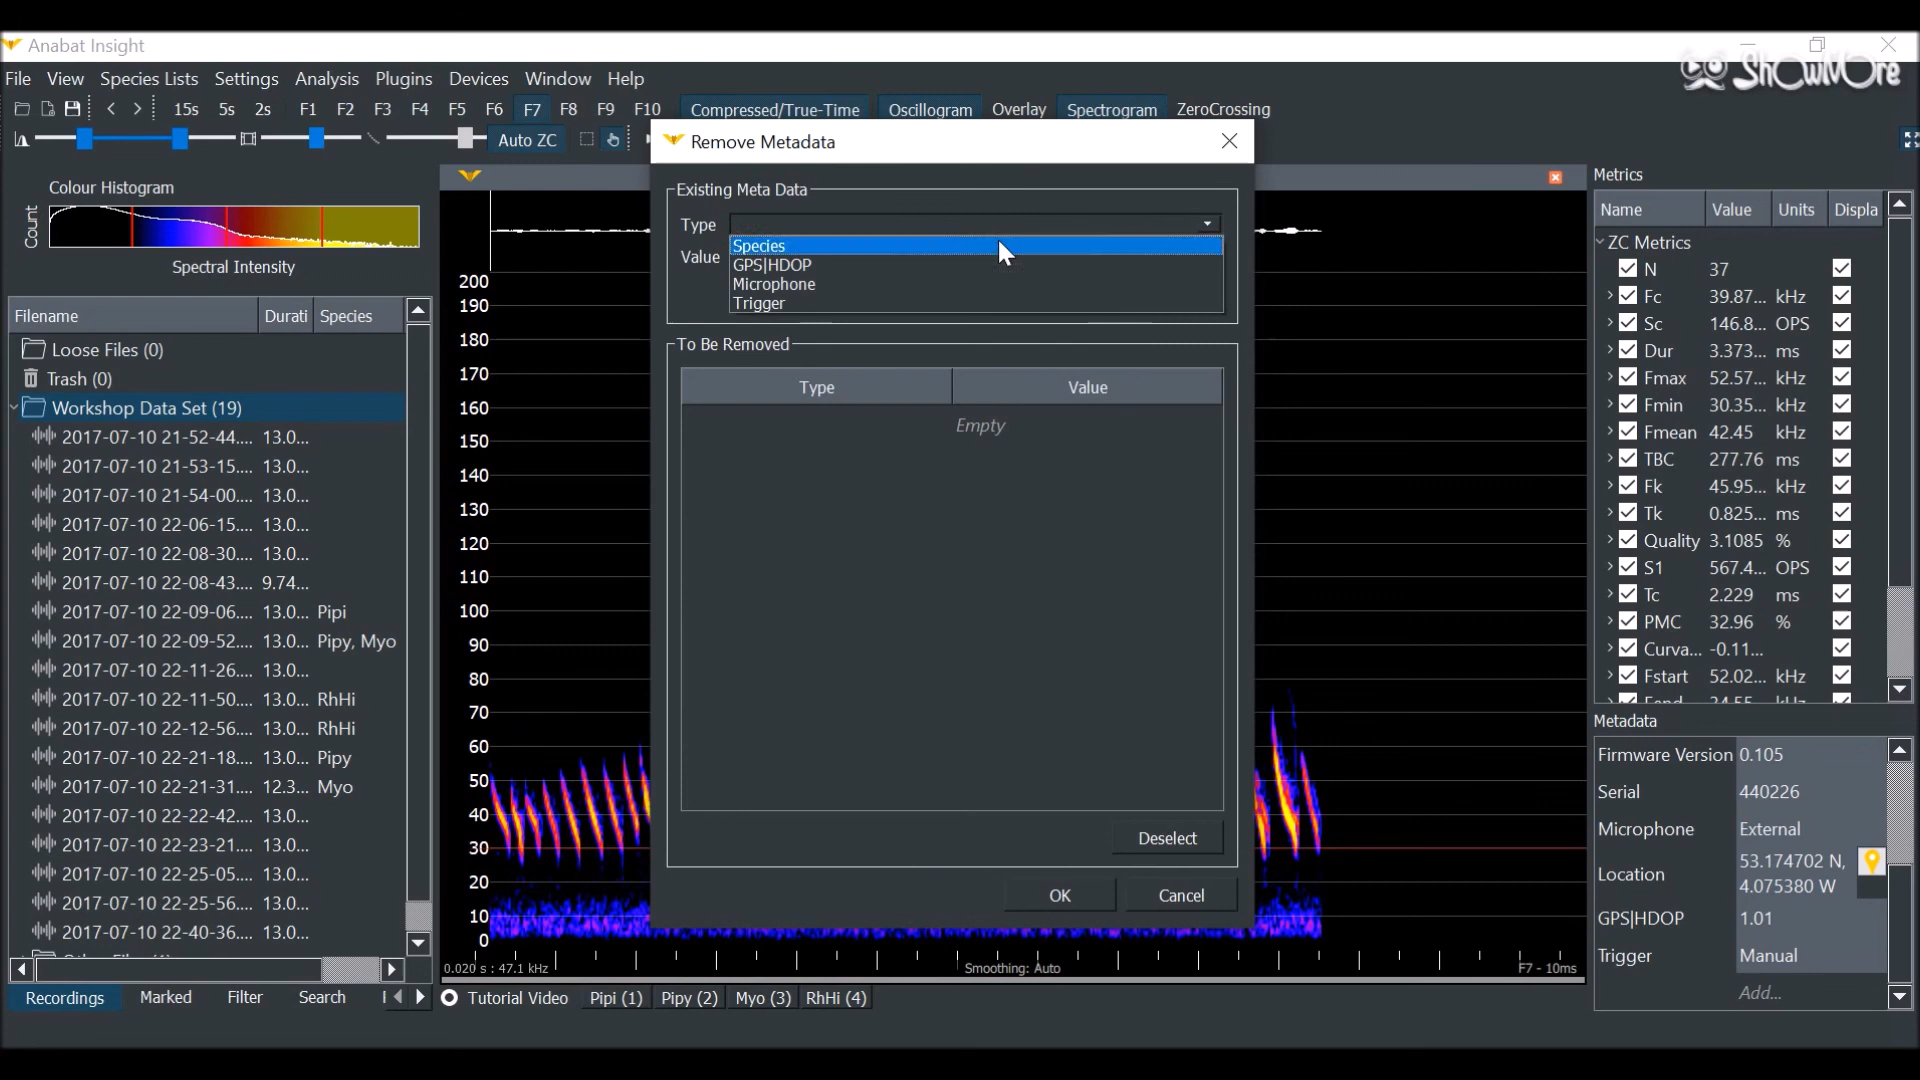 Anabat Insight
File View Species Lists Settings Analysis Plugins Devices Window Help
ShowMore
15s 5s 2s F1 F2 F3 F4 F5 F6 F7 F8 F9 F10 Compressed/True-Time Oscillogram Overlay Spectrogram ZeroCrossing
Auto ZC
Remove Metadata
Colour Histogram
Count
Spectral Intensity
Filename Durati Species
Loose Files (0)
Trash (0)
Workshop Data Set (19)
2017-07-10 21-52-44.... 13.0...
2017-07-10 21-53-15.... 13.0...
2017-07-10 21-54-00.... 13.0...
2017-07-10 22-06-15.... 13.0...
2017-07-10 22-08-30.... 13.0...
2017-07-10 22-08-43.... 9.74...
2017-07-10 22-09-06.... 13.0... Pipi
2017-07-10 22-09-52.... 13.0... Pipy, Myo
2017-07-10 22-11-26.... 13.0...
2017-07-10 22-11-50.... 13.0... RhHi
2017-07-10 22-12-56.... 13.0... RhHi
2017-07-10 22-21-18.... 13.0... Pipy
2017-07-10 22-21-31.... 12.3... Myo
2017-07-10 22-22-42.... 13.0...
2017-07-10 22-23-21.... 13.0...
2017-07-10 22-25-05.... 13.0...
2017-07-10 22-25-56.... 13.0...
2017-07-10 22-40-36.... 13.0...
Recordings Marked Filter Search
200
190
180
170
160
150
140
130
120
110
100
90
80
70
60
50
40
30
20
10
0
0.020 s : 47.1 kHz Smoothing: Auto F7 - 10ms
Tutorial Video Pipi (1) Pipy (2) Myo (3) RhHi (4)
Existing Meta Data
Type
Value
Species
GPS|HDOP
Microphone
Trigger
To Be Removed
Type Value
Empty
Deselect
OK Cancel
Metrics
Name Value Units Displa
ZC Metrics
N 37
Fc 39.87... kHz
Sc 146.8... OPS
Dur 3.373... ms
Fmax 52.57... kHz
Fmin 30.35... kHz
Fmean 42.45 kHz
TBC 277.76 ms
Fk 45.95... kHz
Tk 0.825... ms
Quality 3.1085 %
S1 567.4... OPS
Tc 2.229 ms
PMC 32.96 %
Curva... -0.11...
Fstart 52.02... kHz
Metadata
Firmware Version 0.105
Serial 440226
Microphone External
Location 53.174702 N,
4.075380 W
GPS|HDOP 1.01
Trigger Manual
Add...